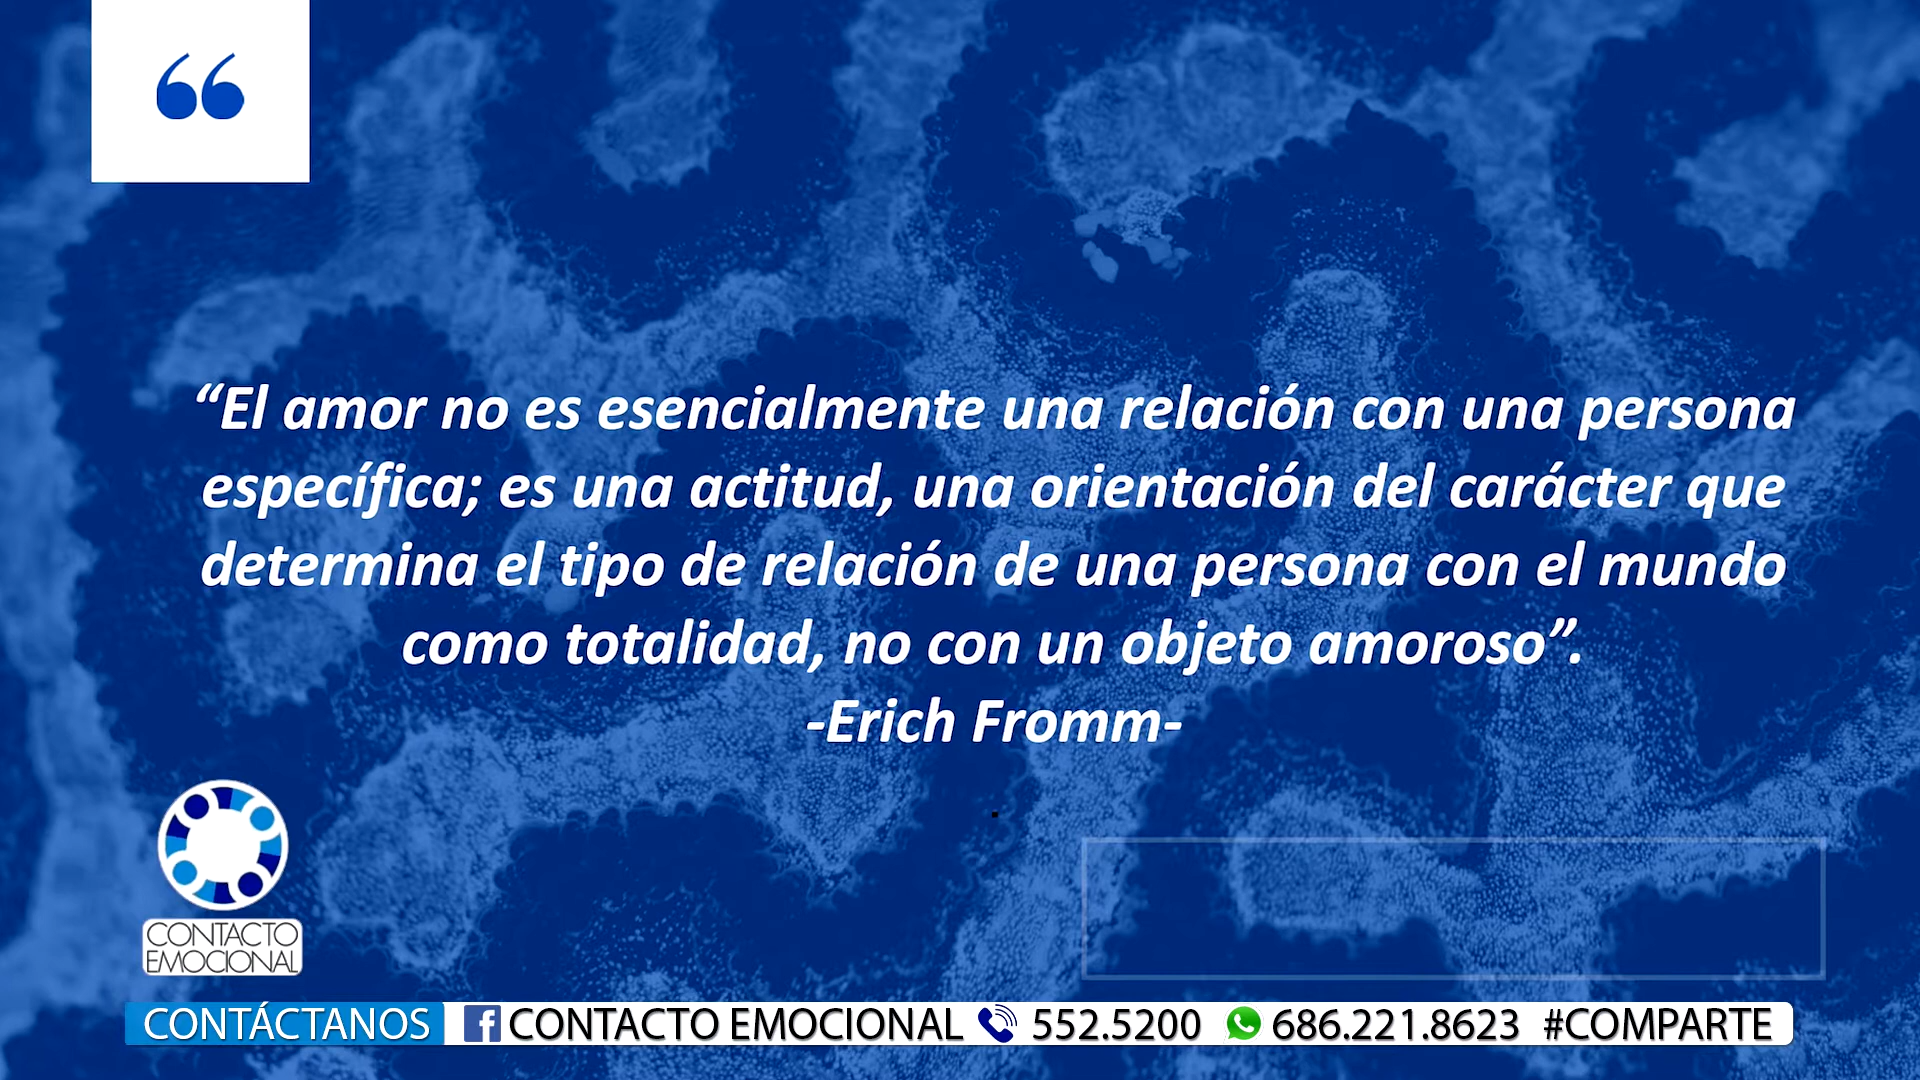 “El amor no es esencialmente una relación con una persona
específica; es una actitud, una orientación del carácter que
determina el tipo de relación de una persona con el mundo
como totalidad, no con un objeto amoroso”.
-Erich Fromm-
CONTACTO
EMOCIONAL
CONTÁCTANOS CONTACTO EMOCIONAL 552.5200 686.221.8623 #COMPARTE